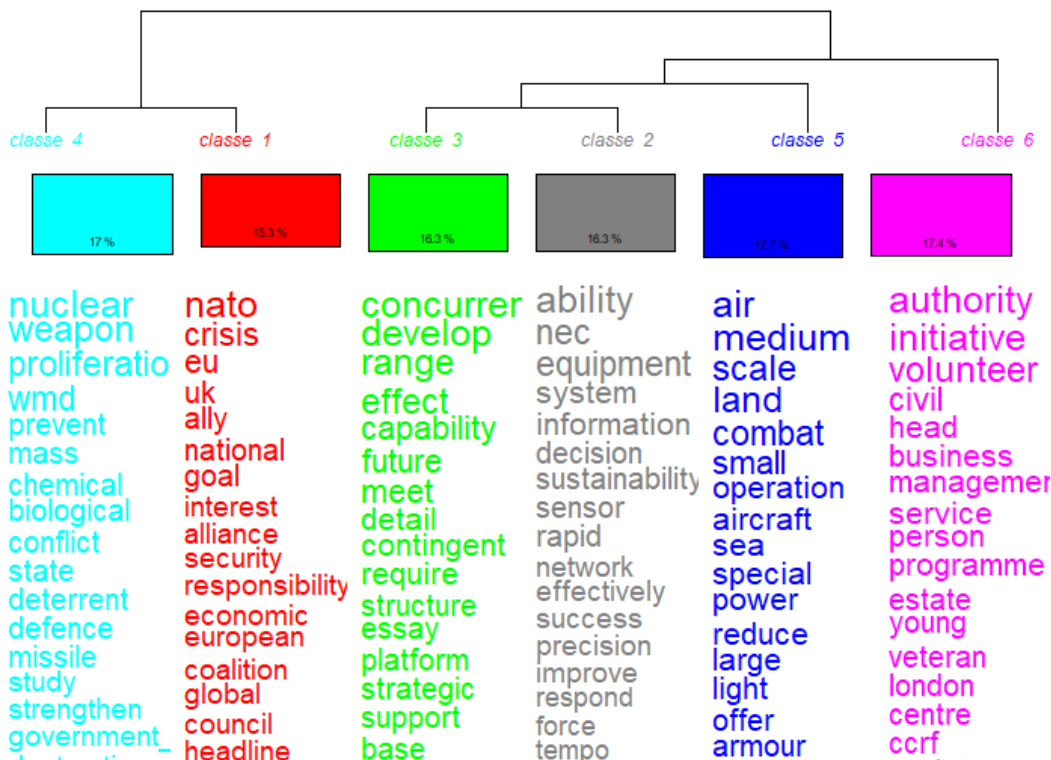 classe 4
classe 1
classe 3
classe 2
classe 5
classe 6
17 %
15.3 %
16.3 %
16.3 %
17.7 %
17.4 %
nuclear
weapon
proliferatio
wmd
prevent
mass
chemical
biological
conflict
state
deterrent
defence
missile
study
strengthen
government_
nato
crisis
eu
uk
ally
national
goal
interest
alliance
security
responsibility
economic
european
coalition
global
council
headline
concurrer
develop
range
effect
capability
future
meet
detail
contingent
require
structure
essay
platform
strategic
support
base
ability
nec
equipment
system
information
decision
sustainability
sensor
rapid
network
effectively
success
precision
improve
respond
force
tempo
air
medium
scale
land
combat
small
operation
aircraft
sea
special
power
reduce
large
light
offer
armour
authority
initiative
volunteer
civil
head
business
managemer
service
person
programme
estate
young
veteran
london
centre
ccrf